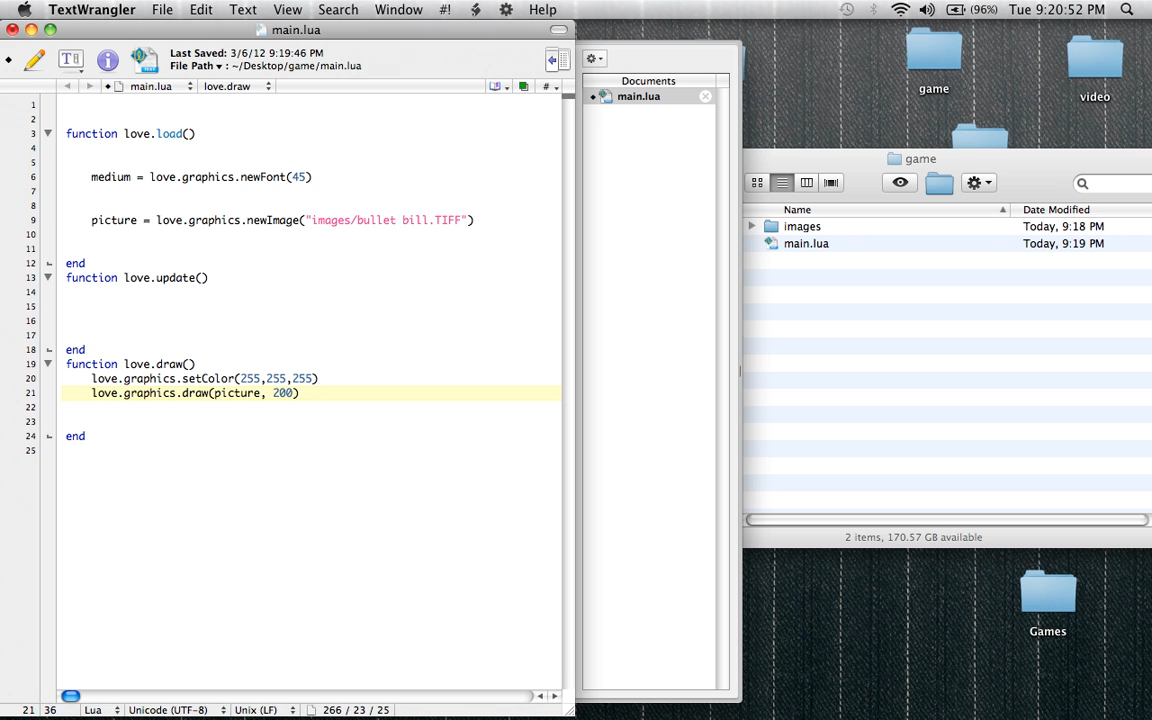 TextWrangler File Edit Text View Search Window #! Help (96%) Tue 9:20:52 PM
main.lua
Last Saved: 3/6/12 9:19:46 PM
File Path : ~/Desktop/game/main.lua
main.lua love.draw #
1
2
3 function love.load()
4
5
6 medium = love.graphics.newFont(45)
7
8
9 picture = love.graphics.newImage("images/bullet bill.TIFF")
10
11
12 end
13 function love.update()
14
15
16
17
18 end
19 function love.draw()
20 love.graphics.setColor(255,255,255)
21 love.graphics.draw(picture, 200)
22
23
24 end
25
21 36 Lua Unicode (UTF-8) Unix (LF) 266 / 23 / 25
Documents
main.lua
game
video
game
Name Date Modified
images Today, 9:18 PM
main.lua Today, 9:19 PM
2 items, 170.57 GB available
Games